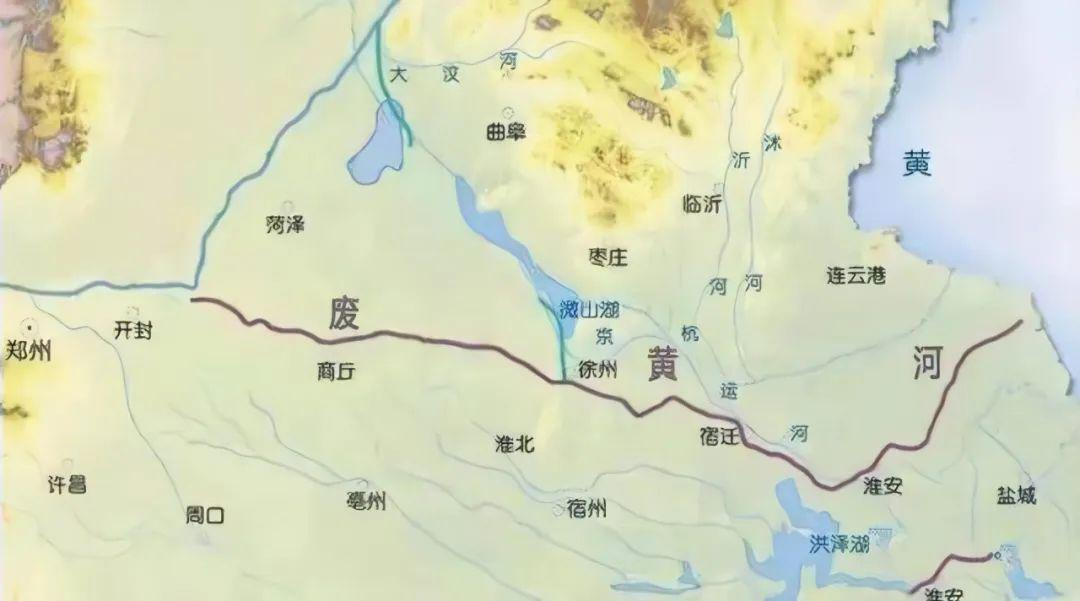 大汶河
曲阜
沂
沭
黄
临沂
菏泽
枣庄
河
河
连云港
微山湖
废
开封
京
杭
郑州
商丘
徐州
黄
河
运
宿迁
河
淮北
许昌
周口
亳州
宿州
淮安
盐城
洪泽湖
淮安